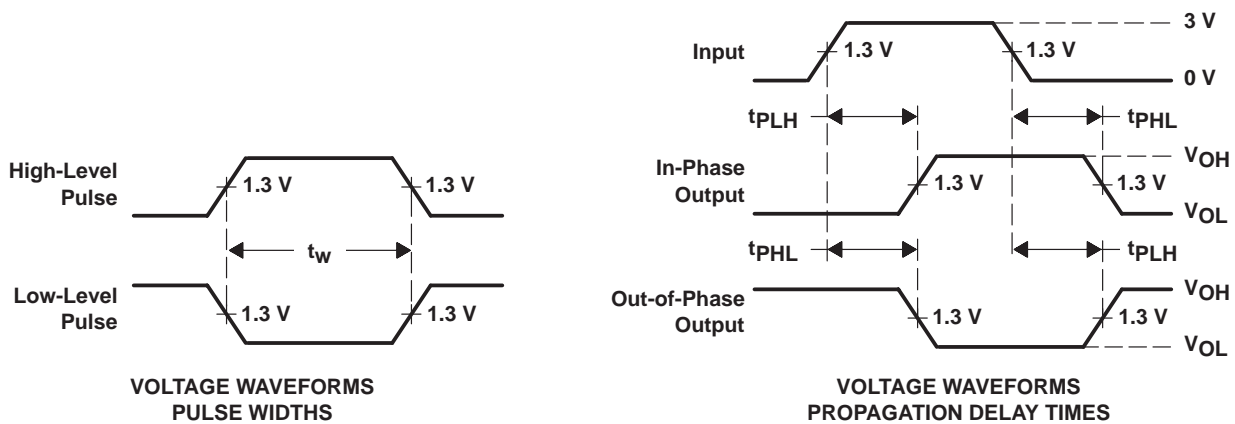 High-Level
Pulse
1.3 V
1.3 V
tw
Low-Level
Pulse
1.3 V
1.3 V
VOLTAGE WAVEFORMS
PULSE WIDTHS
Input
1.3 V
1.3 V
3 V
0 V
tPLH
tPHL
In-Phase
Output
1.3 V
1.3 V
VOH
VOL
tPHL
tPLH
Out-of-Phase
Output
1.3 V
1.3 V
VOH
VOL
VOLTAGE WAVEFORMS
PROPAGATION DELAY TIMES